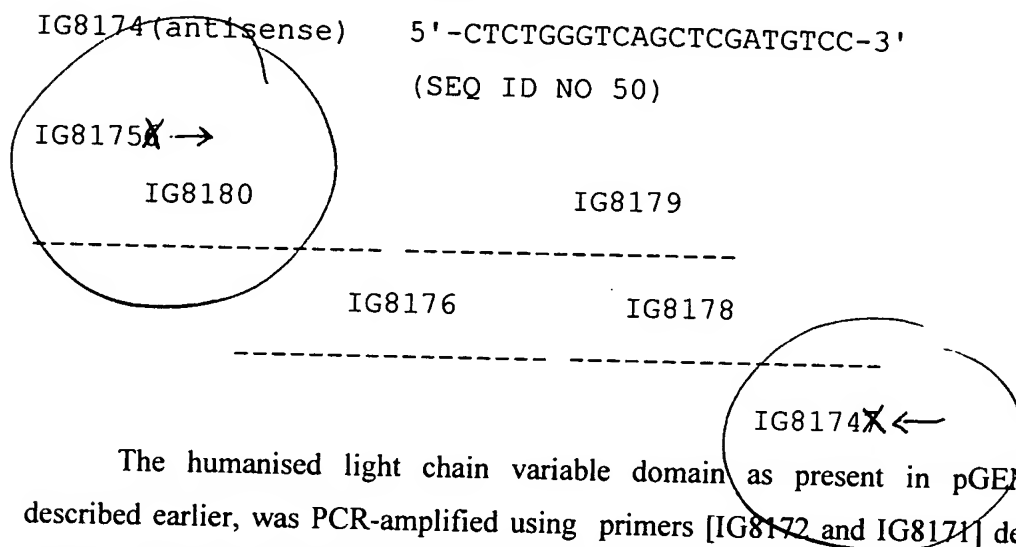 IG8174(antisense) 5'-CTCTGGGTCAGCTCGATGTCC-3'
(SEQ ID NO 50)
IG8175 →
IG8180 IG8179
IG8176 IG8178
IG8174 ←
The humanised light chain variable domain as present in pGE
described earlier, was PCR-amplified using primers [IG8172 and IG8171] de